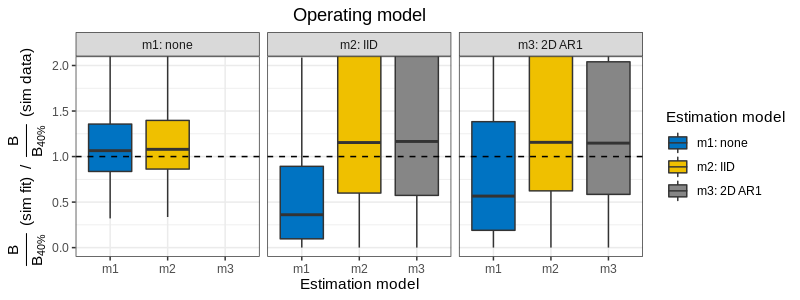 Operating model
m1: none
m2: IID
m3: 2D AR1
B/B40% (sim fit) / B/B40% (sim data)
2.0
1.5
1.0
0.5
0.0
m1 m2 m3
m1 m2 m3
m1 m2 m3
Estimation model
Estimation model
m1: none
m2: IID
m3: 2D AR1